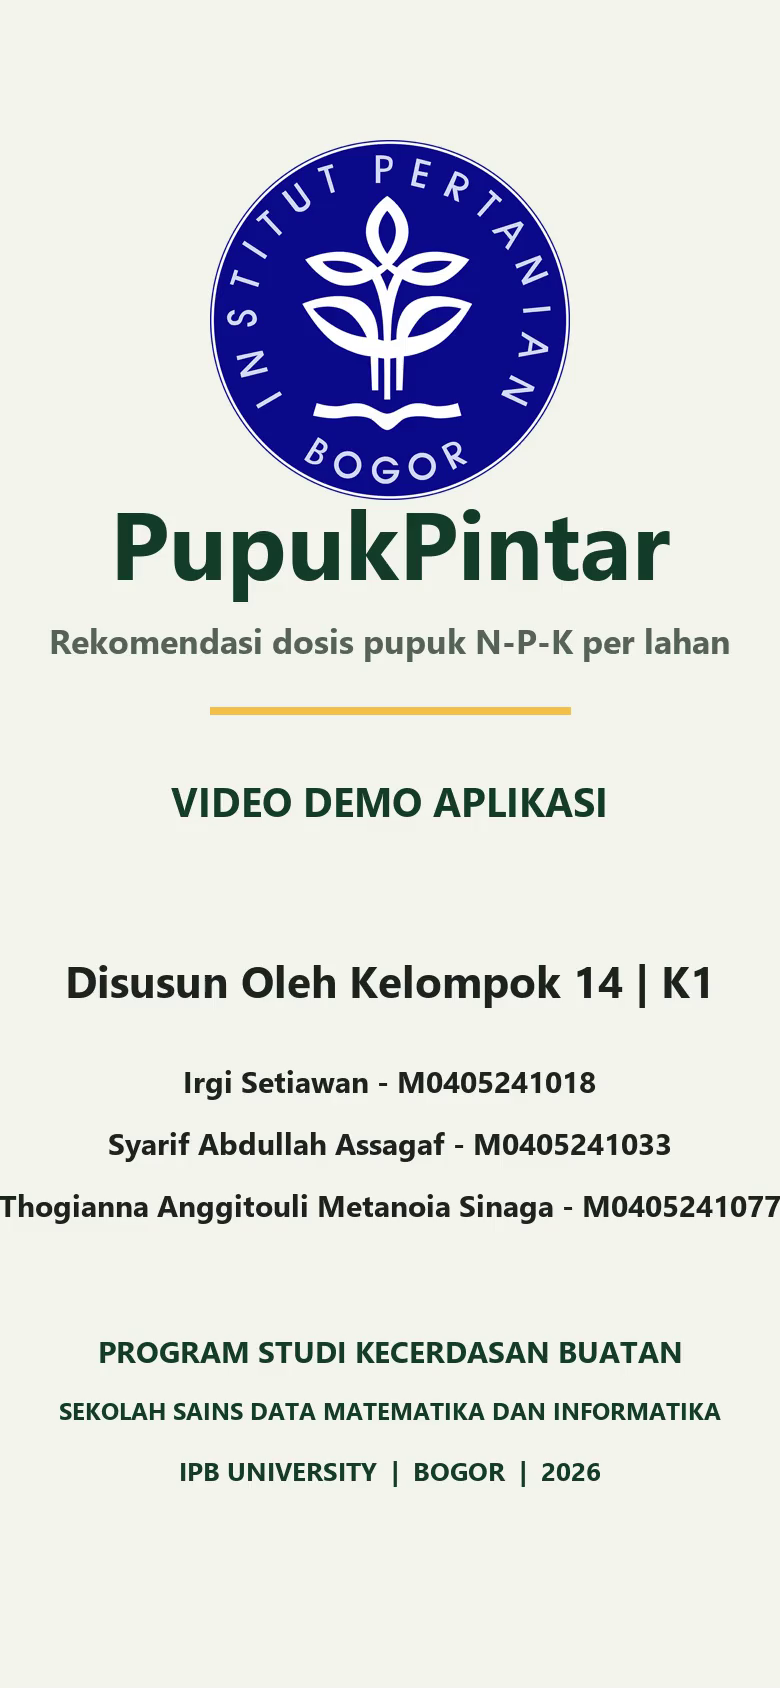 INSTITUT PERTANIAN
BOGOR
PupukPintar
Rekomendasi dosis pupuk N-P-K per lahan
VIDEO DEMO APLIKASI
Disusun Oleh Kelompok 14 | K1
Irgi Setiawan - M0405241018
Syarif Abdullah Assagaf - M0405241033
Thogianna Anggitouli Metanoia Sinaga - M0405241077
PROGRAM STUDI KECERDASAN BUATAN
SEKOLAH SAINS DATA MATEMATIKA DAN INFORMATIKA
IPB UNIVERSITY | BOGOR | 2026